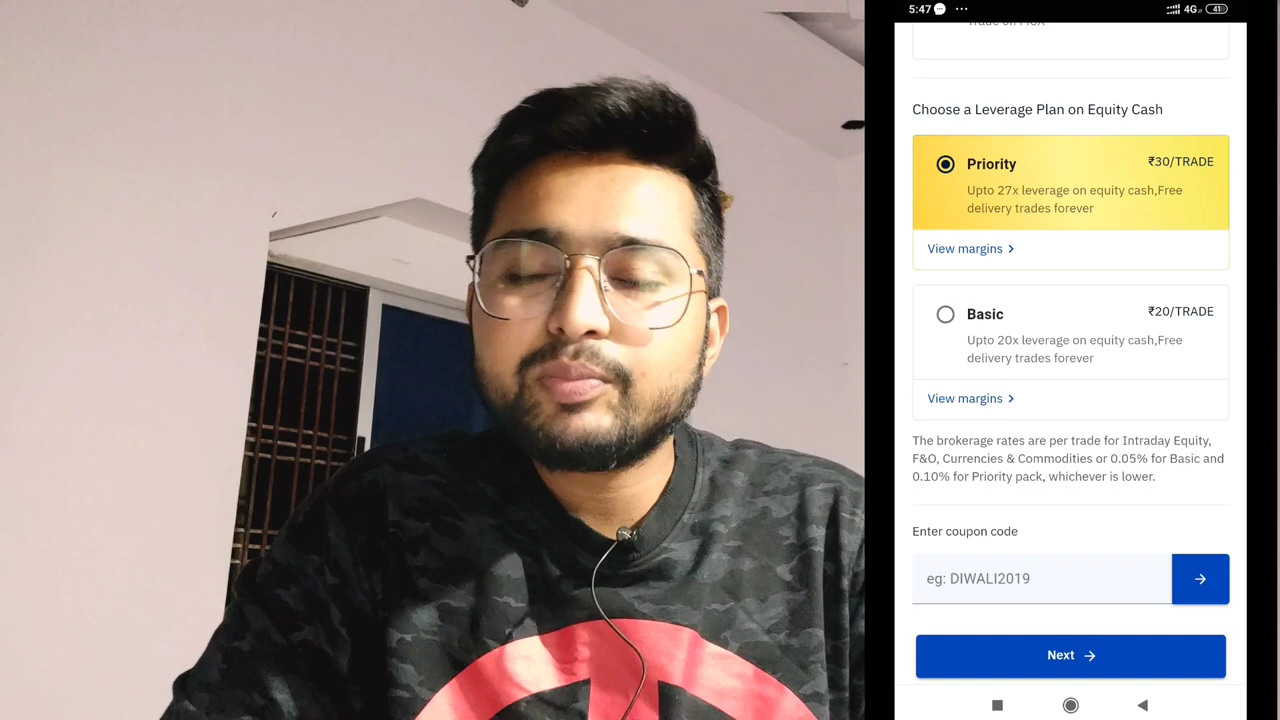 5:47
4G
41
Choose a Leverage Plan on Equity Cash
Priority
₹30/TRADE
Upto 27x leverage on equity cash,Free
delivery trades forever
View margins
Basic
₹20/TRADE
Upto 20x leverage on equity cash,Free
delivery trades forever
View margins
The brokerage rates are per trade for Intraday Equity,
F&O, Currencies & Commodities or 0.05% for Basic and
0.10% for Priority pack, whichever is lower.
Enter coupon code
eg: DIWALI2019
Next